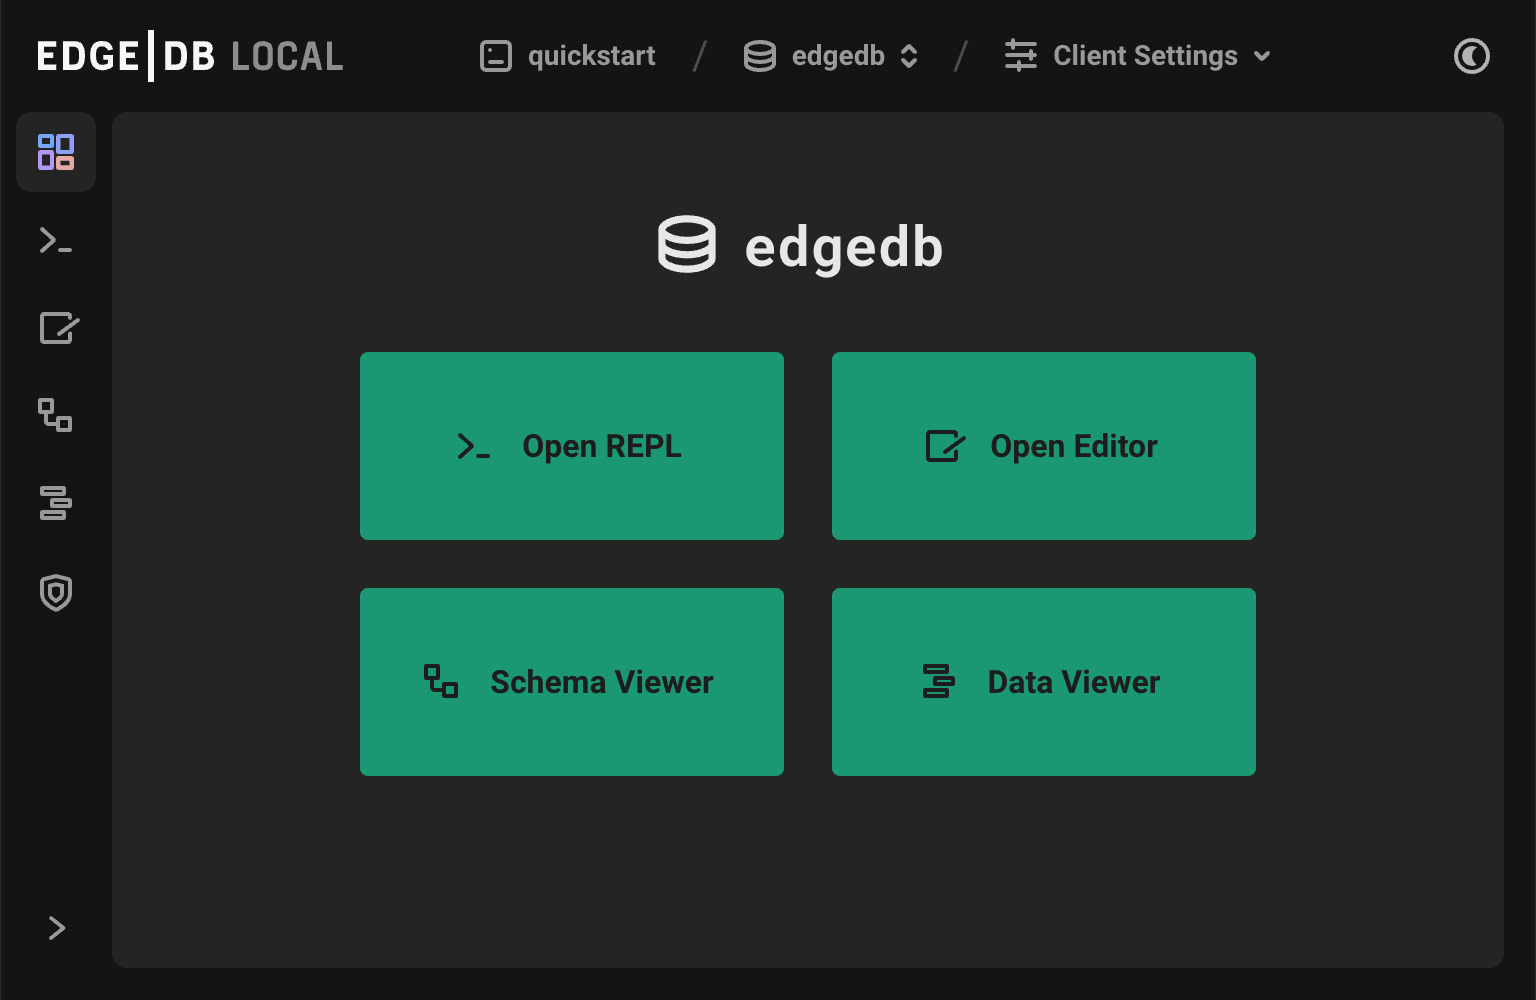 EDGE|DB LOCAL
quickstart / edgedb / Client Settings
edgedb
Open REPL
Open Editor
Schema Viewer
Data Viewer